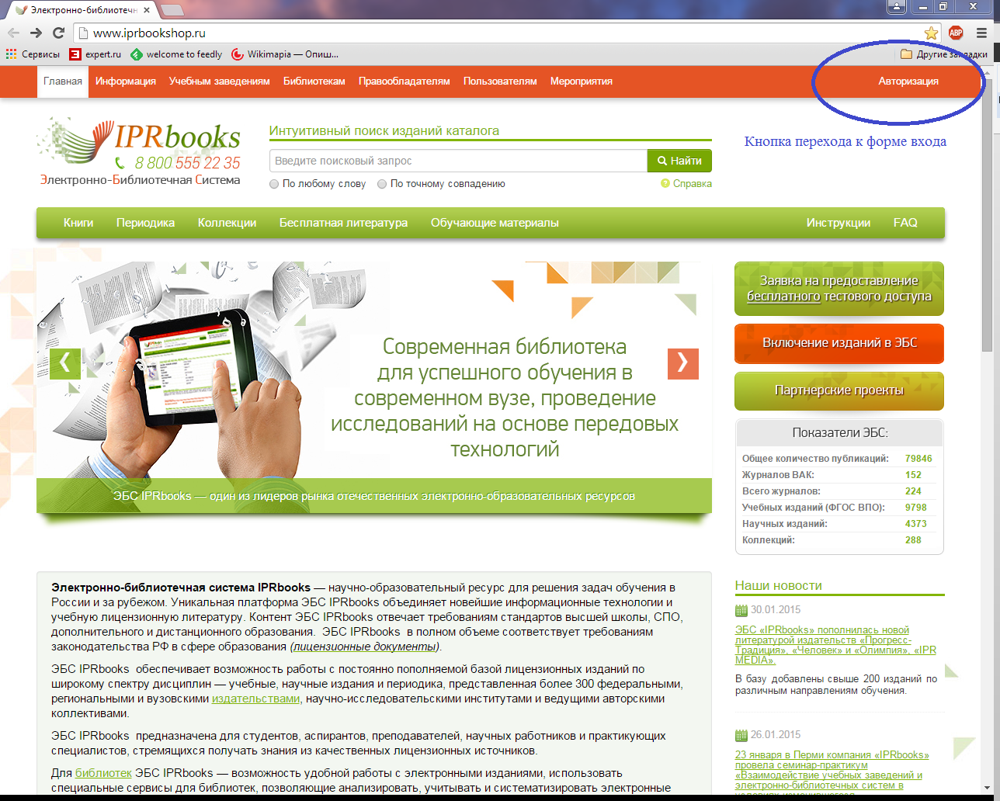 Электронно-библиотечн
www.iprbookshop.ru
ABP
Сервисы
expert.ru
welcome to feedly
Wikimapia — Опиш...
Другие закладки
Главная Информация Учебным заведениям Библиотекам Правообладателям Пользователям Мероприятия Авторизация
Кнопка перехода к форме входа
IPRbooks
8 800 555 22 35
Электронно-Библиотечная Система
Интуитивный поиск изданий каталога
Введите поисковый запрос
Найти
По любому слову По точному совпадению
Справка
Книги Периодика Коллекции Бесплатная литература Обучающие материалы Инструкции FAQ
Современная библиотека
для успешного обучения в
современном вузе, проведение
исследований на основе передовых
технологий
ЭБС IPRbooks — один из лидеров рынка отечественных электронно-образовательных ресурсов
Заявка на предоставление
бесплатного тестового доступа
Включение изданий в ЭБС
Партнерские проекты
Показатели ЭБС:
Общее количество публикаций: 79846
Журналов ВАК: 152
Всего журналов: 224
Учебных изданий (ФГОС ВПО): 9798
Научных изданий: 4373
Коллекций: 288
Электронно-библиотечная система IPRbooks — научно-образовательный ресурс для решения задач обучения в
России и за рубежом. Уникальная платформа ЭБС IPRbooks объединяет новейшие информационные технологии и
учебную лицензионную литературу. Контент ЭБС IPRbooks отвечает требованиям стандартов высшей школы, СПО,
дополнительного и дистанционного образования. ЭБС IPRbooks в полном объеме соответствует требованиям
законодательства РФ в сфере образования (лицензионные документы).
ЭБС IPRbooks обеспечивает возможность работы с постоянно пополняемой базой лицензионных изданий по
широкому спектру дисциплин — учебные, научные издания и периодика, представленная более 300 федеральными,
региональными и вузовскими издательствами, научно-исследовательскими институтами и ведущими авторскими
коллективами.
ЭБС IPRbooks предназначена для студентов, аспирантов, преподавателей, научных работников и практикующих
специалистов, стремящихся получать знания из качественных лицензионных источников.
Для библиотек ЭБС IPRbooks — возможность удобной работы с электронными изданиями, использовать
специальные сервисы для библиотек, позволяющие анализировать, учитывать и систематизировать электронные
Наши новости
30.01.2015
ЭБС «IPRbooks» пополнилась новой
литературой издательств «Прогресс-
Традиция», «Человек» и «Олимпия», «IPR
MEDIA».
В базу добавлены свыше 200 изданий по
различным направлениям обучения.
26.01.2015
23 января в Перми компания «IPRbooks»
провела семинар-практикум
«Взаимодействие учебных заведений и
электронно-библиотечных систем в